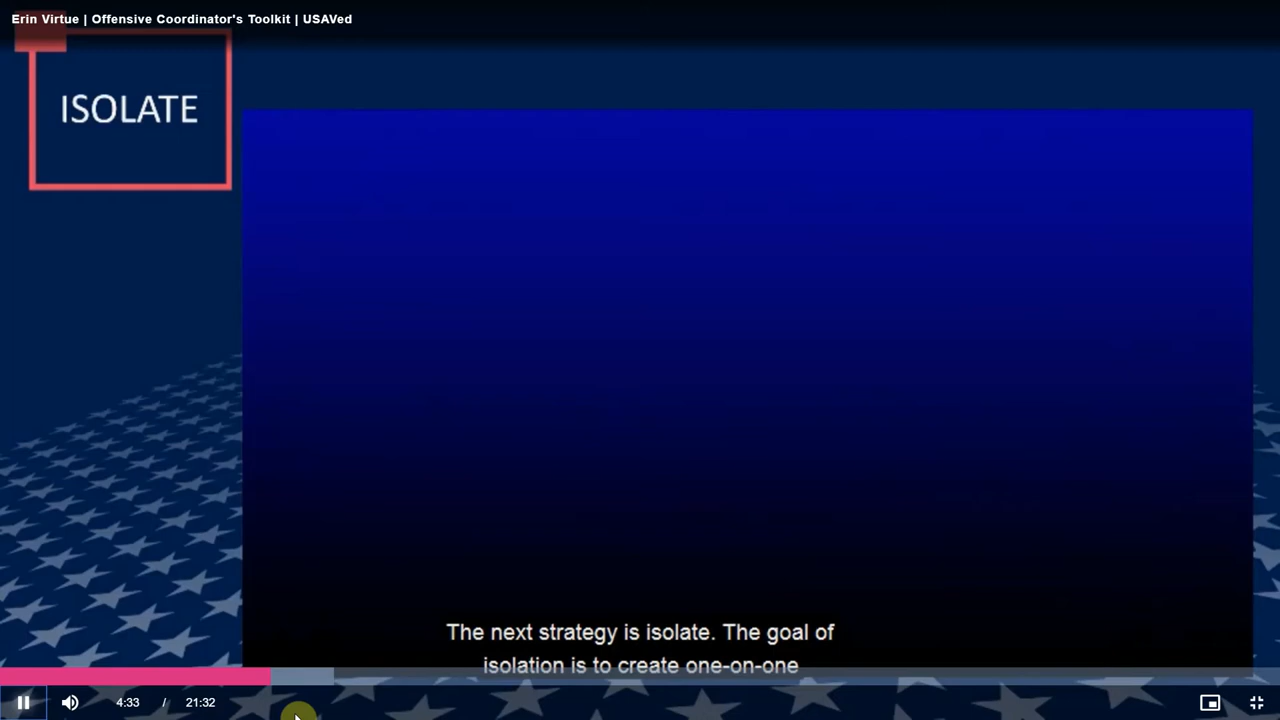 Erin Virtue | Offensive Coordinator's Toolkit | USAVed
ISOLATE
The next strategy is isolate. The goal of
isolation is to create one-on-one
4:33 / 21:32